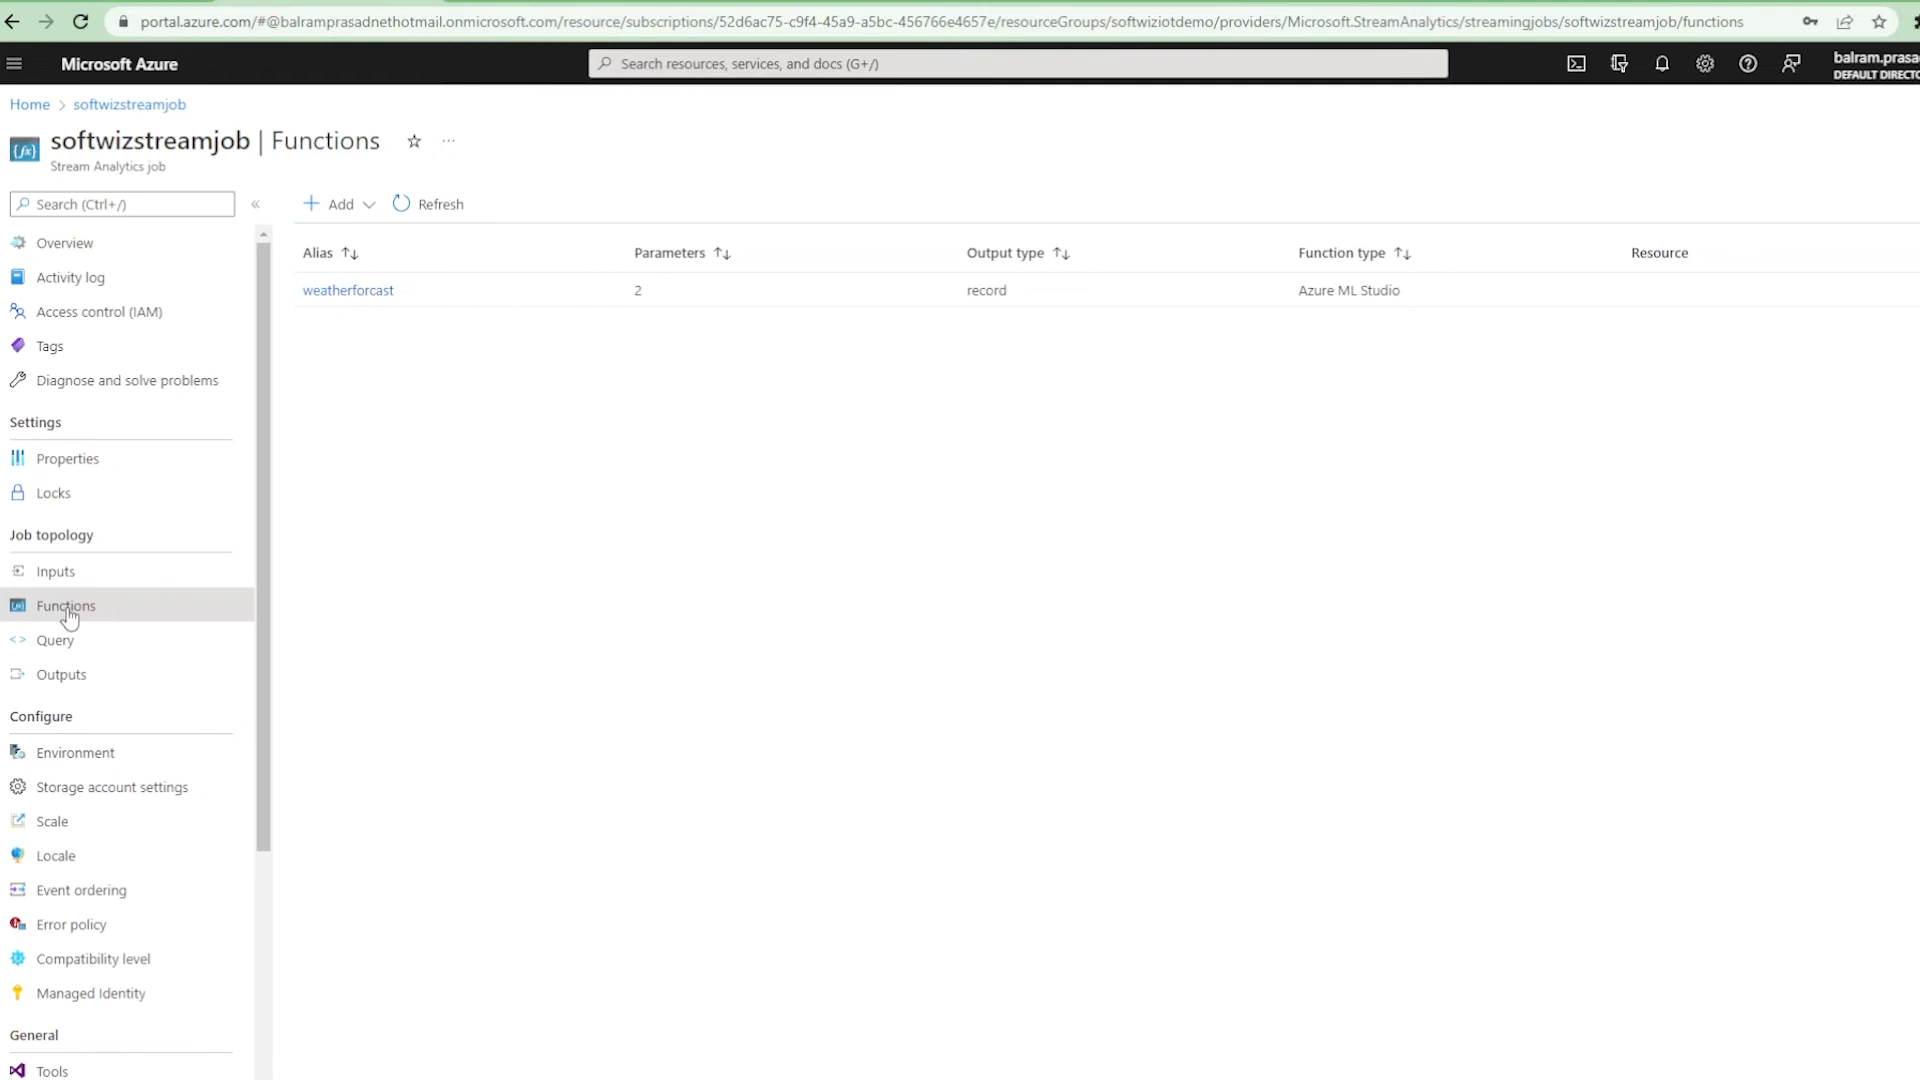 portal.azure.com/#@balramprasadnethotmail.onmicrosoft.com/resource/subscriptions/52d6ac75-c9f4-45a9-a5bc-456766e4657e/resourceGroups/softwiziotdemo/providers/Microsoft.StreamAnalytics/streamingjobs/softwizstreamjob/functions
Microsoft Azure
Search resources, services, and docs (G+/)
balram.prasa
DEFAULT DIRECTO
Home > softwizstreamjob
{fx}
softwizstreamjob | Functions
Stream Analytics job
Search (Ctrl+/)
Add
Refresh
Overview
Activity log
Access control (IAM)
Tags
Diagnose and solve problems
Settings
Properties
Locks
Job topology
Inputs
Functions
Query
Outputs
Configure
Environment
Storage account settings
Scale
Locale
Event ordering
Error policy
Compatibility level
Managed Identity
General
Tools
Alias Parameters Output type Function type Resource
weatherforcast 2 record Azure ML Studio